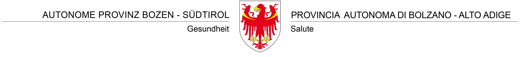 AUTONOME PROVINZ BOZEN - SÜDTIROL
Gesundheit
PROVINCIA AUTONOMA DI BOLZANO - ALTO ADIGE
Salute